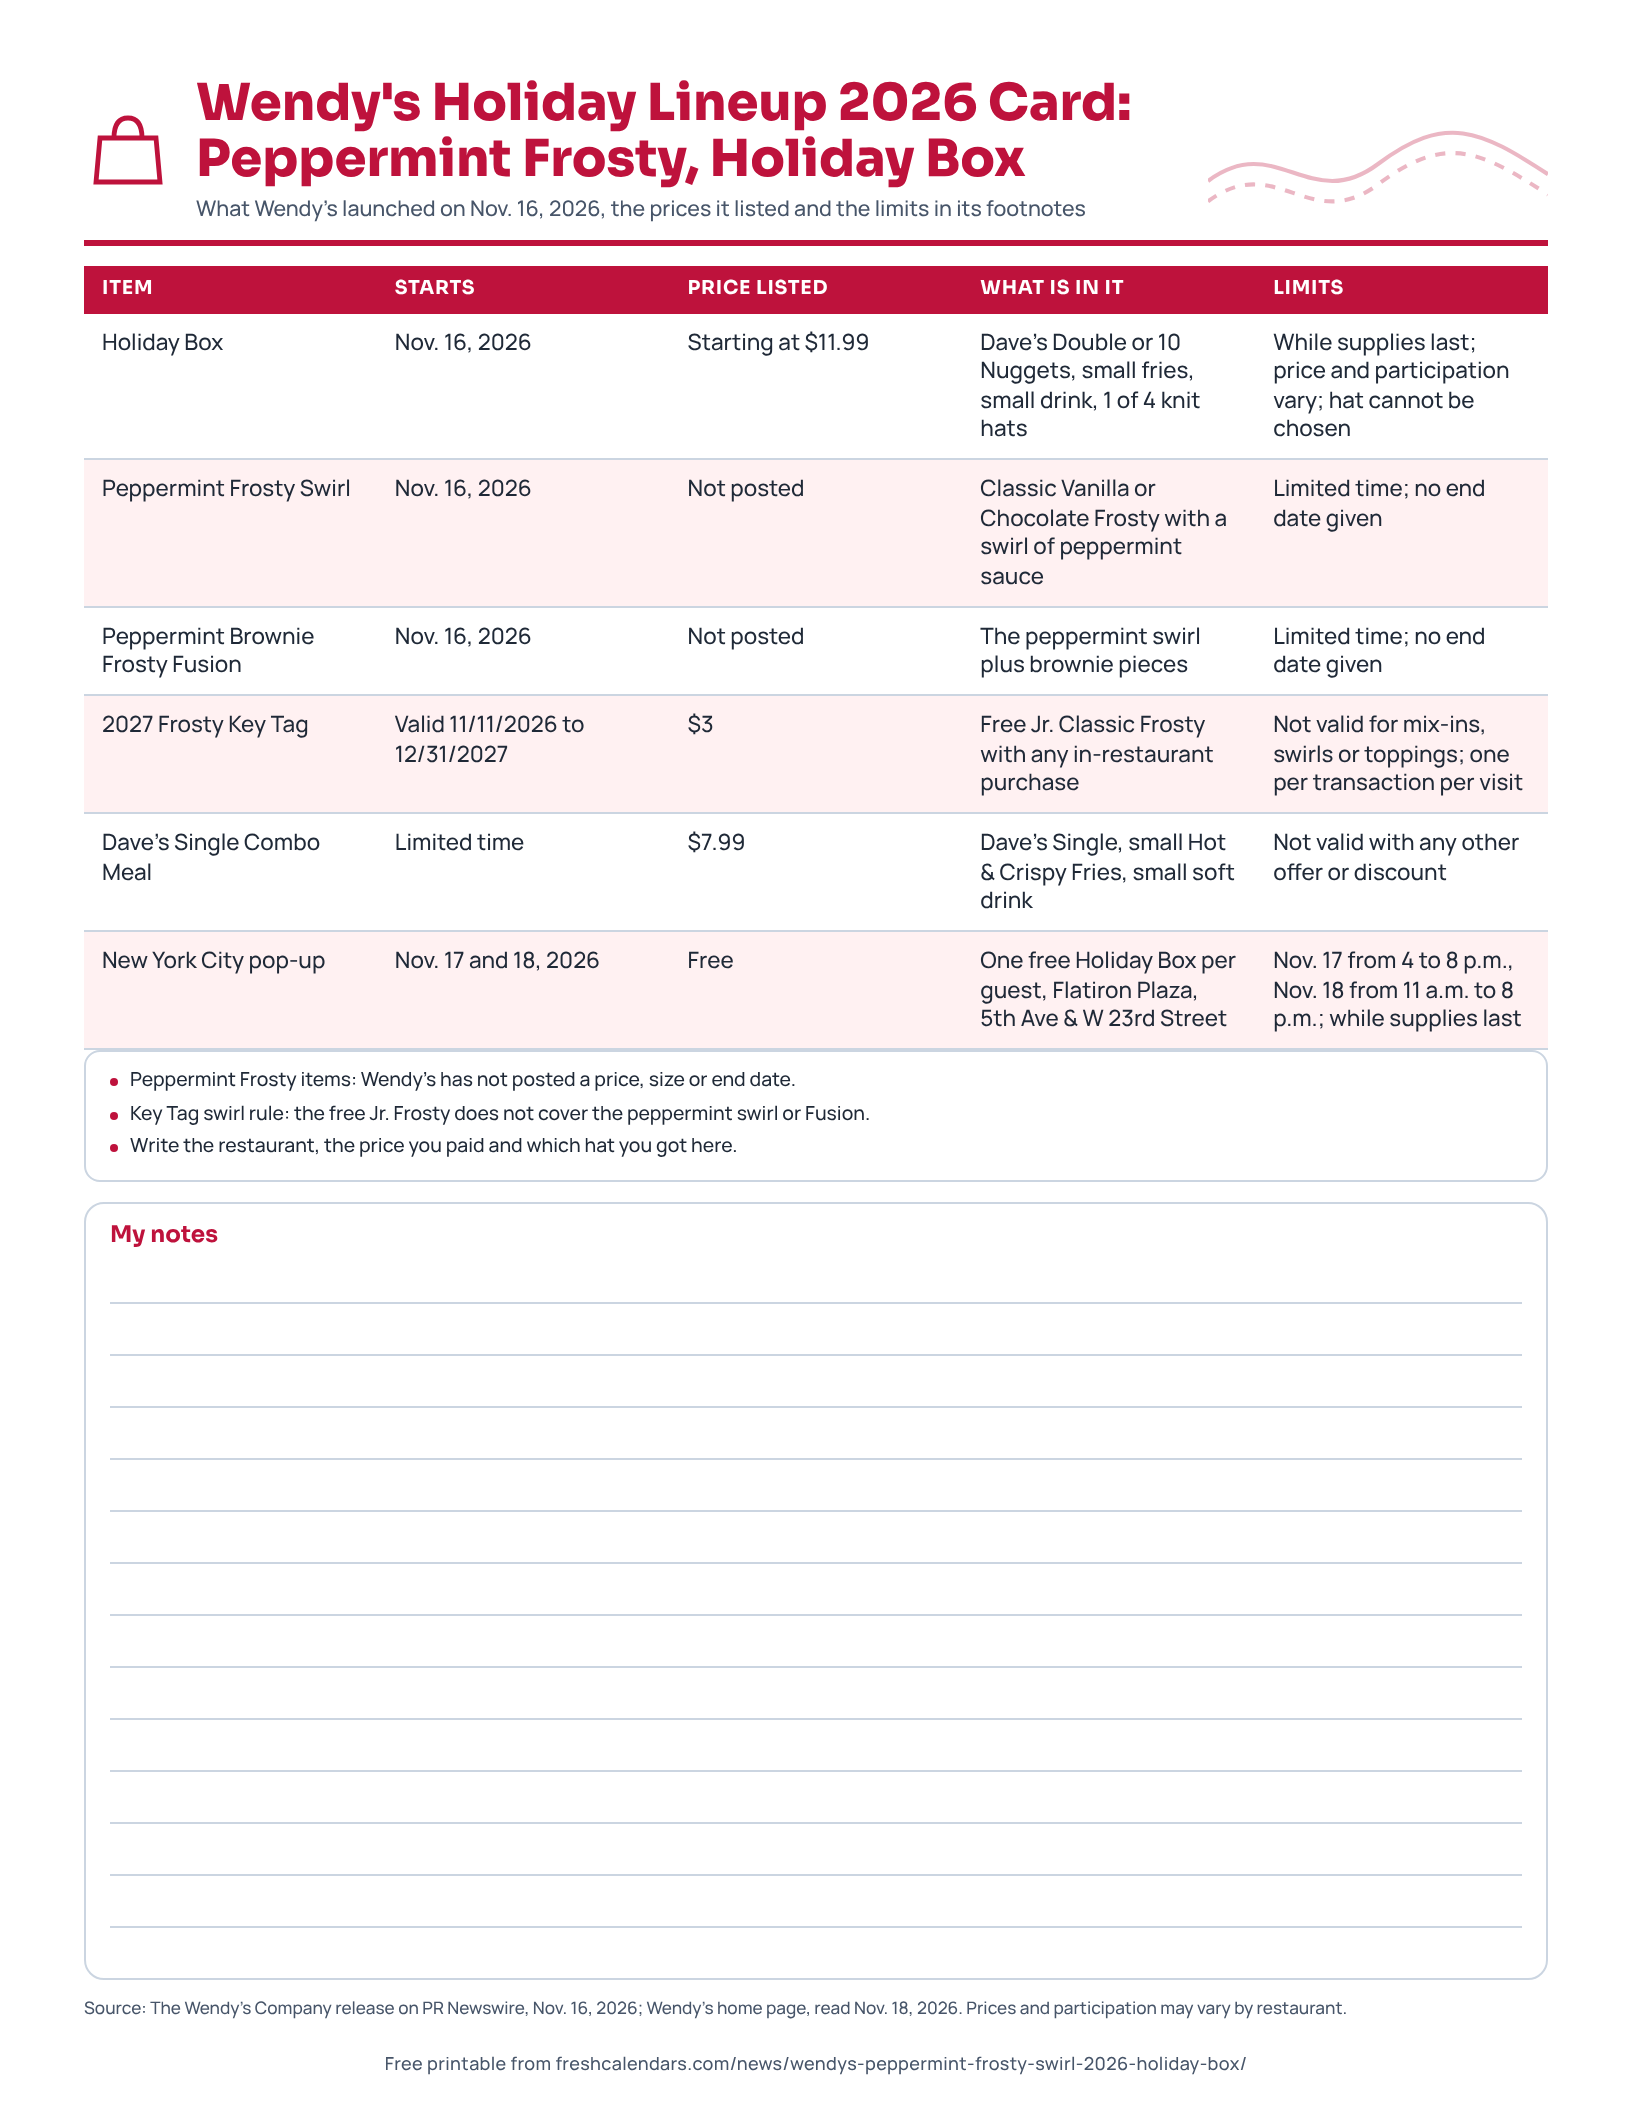 Wendy's Holiday Lineup 2026 Card:
Peppermint Frosty, Holiday Box
What Wendy's launched on Nov. 16, 2026, the prices it listed and the limits in its footnotes
ITEM STARTS PRICE LISTED WHAT IS IN IT LIMITS
Holiday Box Nov. 16, 2026 Starting at $11.99 Dave's Double or 10 While supplies last;
Nuggets, small fries, price and participation
small drink, 1 of 4 knit vary; hat cannot be
hats chosen
Peppermint Frosty Swirl Nov. 16, 2026 Not posted Classic Vanilla or Limited time; no end
Chocolate Frosty with a date given
swirl of peppermint
sauce
Peppermint Brownie Nov. 16, 2026 Not posted The peppermint swirl Limited time; no end
Frosty Fusion plus brownie pieces date given
2027 Frosty Key Tag Valid 11/11/2026 to $3 Free Jr. Classic Frosty Not valid for mix-ins,
12/31/2027 with any in-restaurant swirls or toppings; one
purchase per transaction per visit
Dave's Single Combo Limited time $7.99 Dave's Single, small Hot Not valid with any other
Meal & Crispy Fries, small soft offer or discount
drink
New York City pop-up Nov. 17 and 18, 2026 Free One free Holiday Box per Nov. 17 from 4 to 8 p.m.,
guest, Flatiron Plaza, Nov. 18 from 11 a.m. to 8
5th Ave & W 23rd Street p.m.; while supplies last
• Peppermint Frosty items: Wendy's has not posted a price, size or end date.
• Key Tag swirl rule: the free Jr. Frosty does not cover the peppermint swirl or Fusion.
• Write the restaurant, the price you paid and which hat you got here.
My notes
Source: The Wendy's Company release on PR Newswire, Nov. 16, 2026; Wendy's home page, read Nov. 18, 2026. Prices and participation may vary by restaurant.
Free printable from freshcalendars.com/news/wendys-peppermint-frosty-swirl-2026-holiday-box/